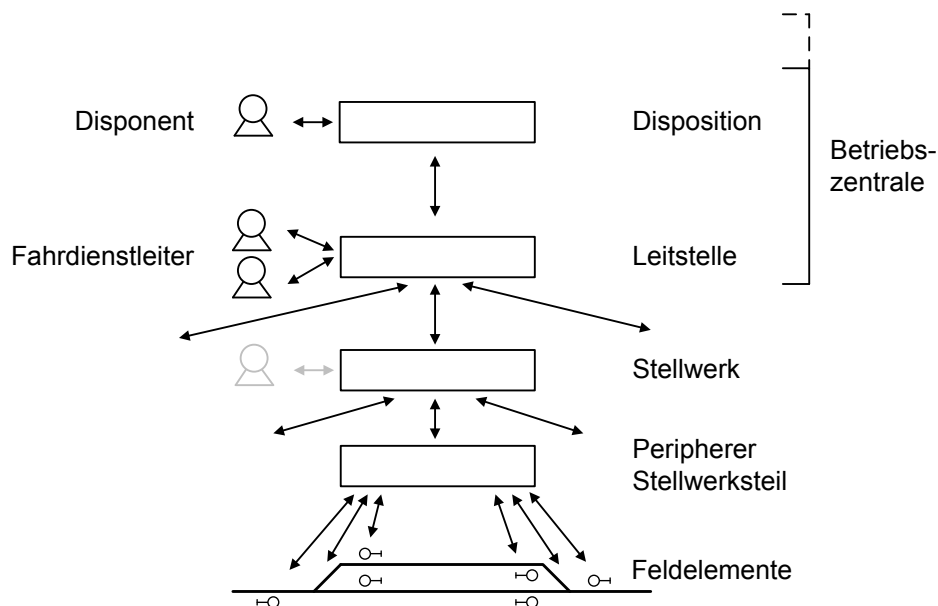 Disponent
Disposition
Betriebs-
zentrale
Fahrdienstleiter
Leitstelle
Stellwerk
Peripherer
Stellwerksteil
Feldelemente